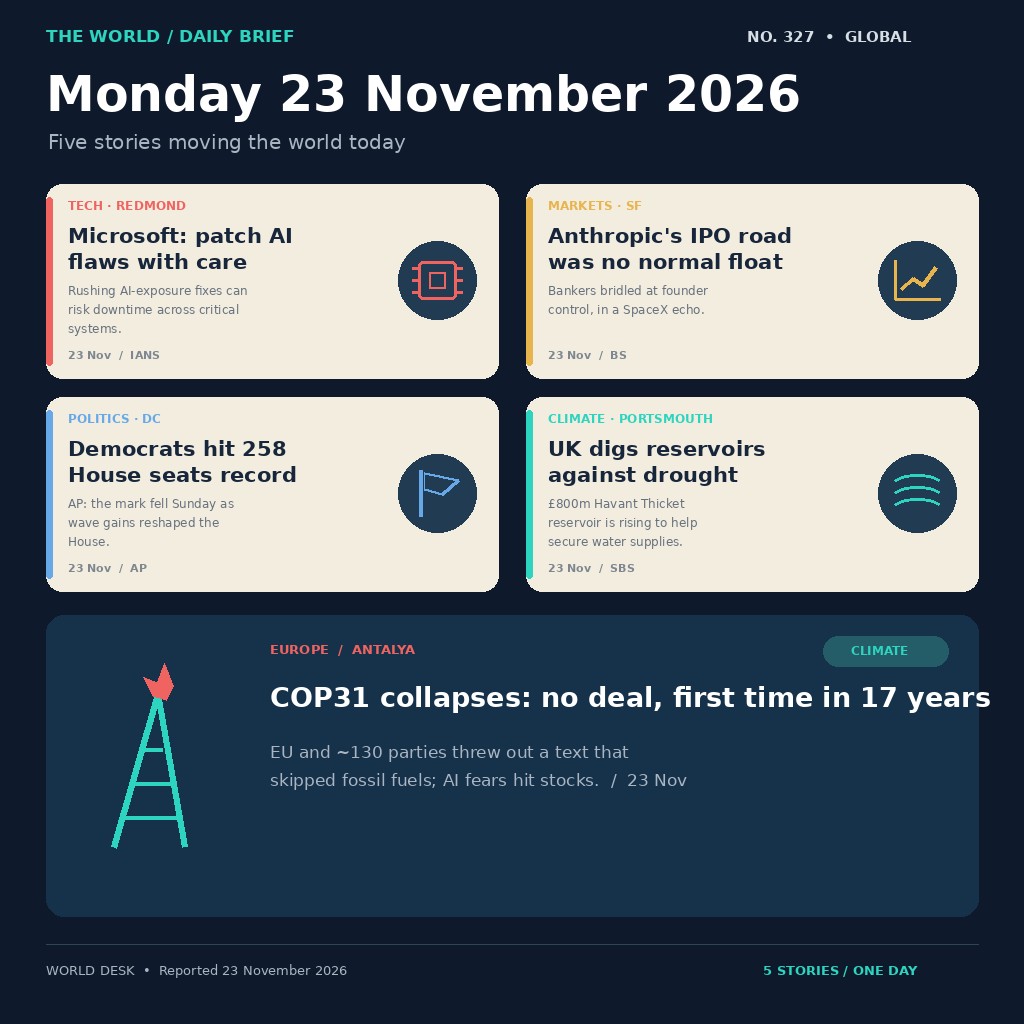 THE WORLD / DAILY BRIEF
NO. 327 • GLOBAL
Monday 23 November 2026
Five stories moving the world today
TECH · REDMOND
Microsoft: patch AI
flaws with care
Rushing AI-exposure fixes can
risk downtime across critical
systems.
23 Nov / IANS
MARKETS · SF
Anthropic's IPO road
was no normal float
Bankers bridled at founder
control, in a SpaceX echo.
23 Nov / BS
POLITICS · DC
Democrats hit 258
House seats record
AP: the mark fell Sunday as
wave gains reshaped the
House.
23 Nov / AP
CLIMATE · PORTSMOUTH
UK digs reservoirs
against drought
£800m Havant Thicket
reservoir is rising to help
secure water supplies.
23 Nov / SBS
EUROPE / ANTALYA
CLIMATE
COP31 collapses: no deal, first time in 17 years
EU and ~130 parties threw out a text that
skipped fossil fuels; AI fears hit stocks. / 23 Nov
WORLD DESK • Reported 23 November 2026
5 STORIES / ONE DAY